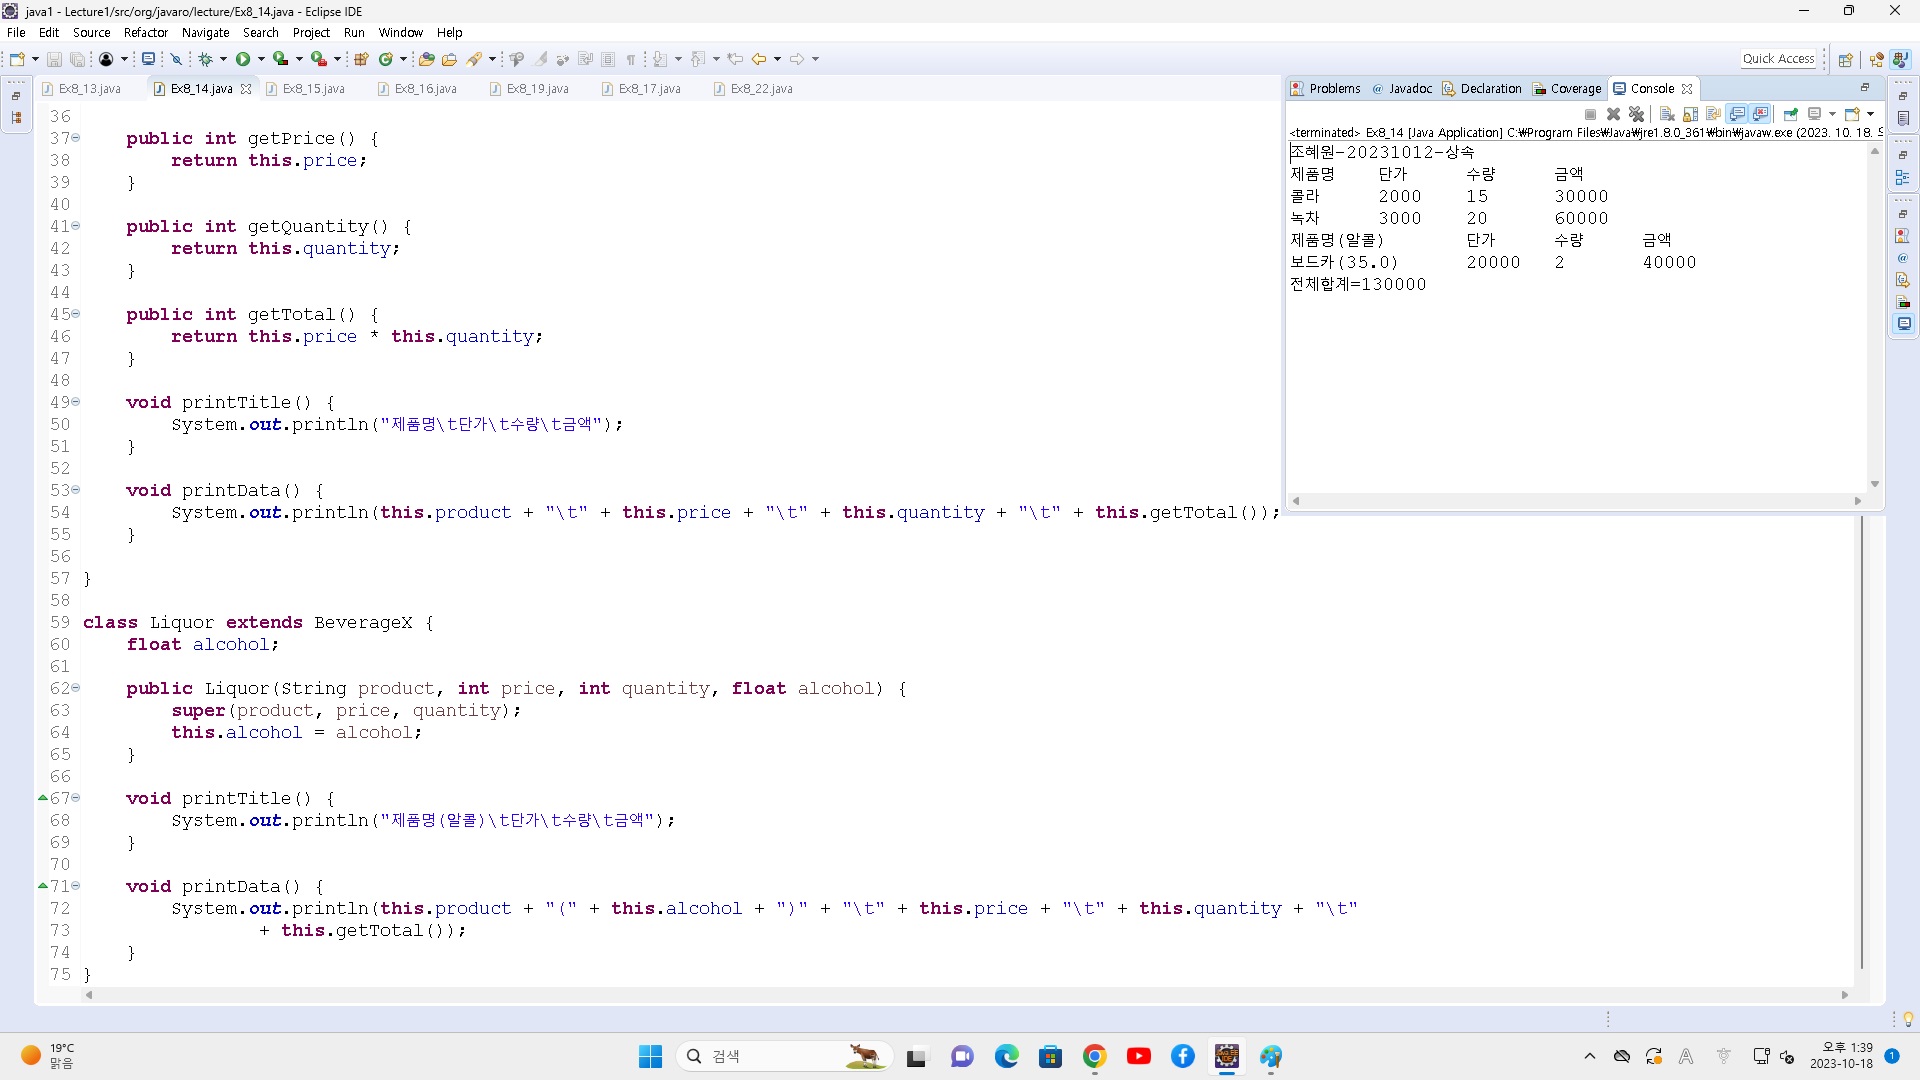 java1 - Lecture1/src/org/javaro/lecture/Ex8_14.java - Eclipse IDE
File Edit Source Refactor Navigate Search Project Run Window Help
Quick Access
Ex8_13.java Ex8_14.java Ex8_15.java Ex8_16.java Ex8_19.java Ex8_17.java Ex8_22.java
36
37 public int getPrice() {
38 return this.price;
39 }
40
41 public int getQuantity() {
42 return this.quantity;
43 }
44
45 public int getTotal() {
46 return this.price * this.quantity;
47 }
48
49 void printTitle() {
50 System.out.println("제품명\t단가\t수량\t금액");
51 }
52
53 void printData() {
54 System.out.println(this.product + "\t" + this.price + "\t" + this.quantity + "\t" + this.getTotal());
55 }
56
57 }
58
59 class Liquor extends BeverageX {
60 float alcohol;
61
62 public Liquor(String product, int price, int quantity, float alcohol) {
63 super(product, price, quantity);
64 this.alcohol = alcohol;
65 }
66
67 void printTitle() {
68 System.out.println("제품명(알콜)\t단가\t수량\t금액");
69 }
70
71 void printData() {
72 System.out.println(this.product + "(" + this.alcohol + ")" + "\t" + this.price + "\t" + this.quantity + "\t"
73 + this.getTotal());
74 }
75 }
Problems Javadoc Declaration Coverage Console
<terminated> Ex8_14 [Java Application] C:₩Program Files₩Java₩jre1.8.0_361₩bin₩javaw.exe (2023. 10. 18.
조혜원-20231012-상속
제품명 단가 수량 금액
콜라 2000 15 30000
녹차 3000 20 60000
제품명(알콜) 단가 수량 금액
보드카(35.0) 20000 2 40000
전체합계=130000
19°C
맑음
검색
오후 1:39
2023-10-18
1